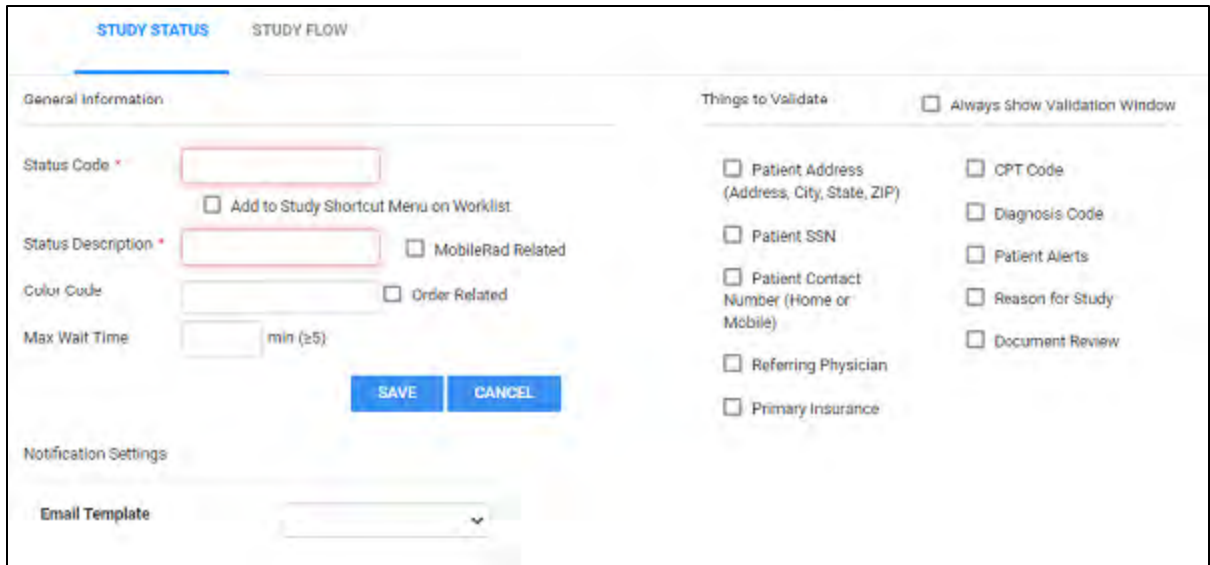 STUDY STATUS STUDY FLOW
General Information
Status Code *
Add to Study Shortcut Menu on Worklist
Status Description *
MobileRad Related
Color Code
Order Related
Max Wait Time
min (≥5)
SAVE CANCEL
Notification Settings
Email Template
Things to Validate
Always Show Validation Window
Patient Address
(Address, City, State, ZIP)
Patient SSN
Patient Contact
Number (Home or
Mobile)
Referring Physician
Primary Insurance
CPT Code
Diagnosis Code
Patient Alerts
Reason for Study
Document Review